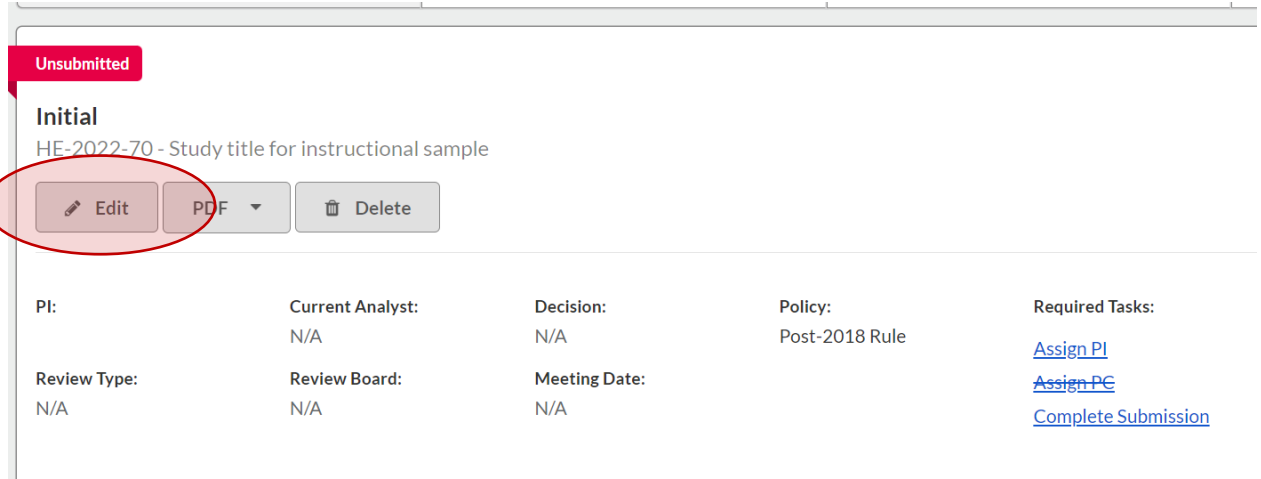 Unsubmitted
Initial
HE-2022-70 - Study title for instructional sample
Edit PDF Delete
PI: Current Analyst: Decision: Policy: Required Tasks:
N/A N/A Post-2018 Rule
Assign PI
Review Type: Review Board: Meeting Date:
Assign PC
N/A N/A N/A
Complete Submission